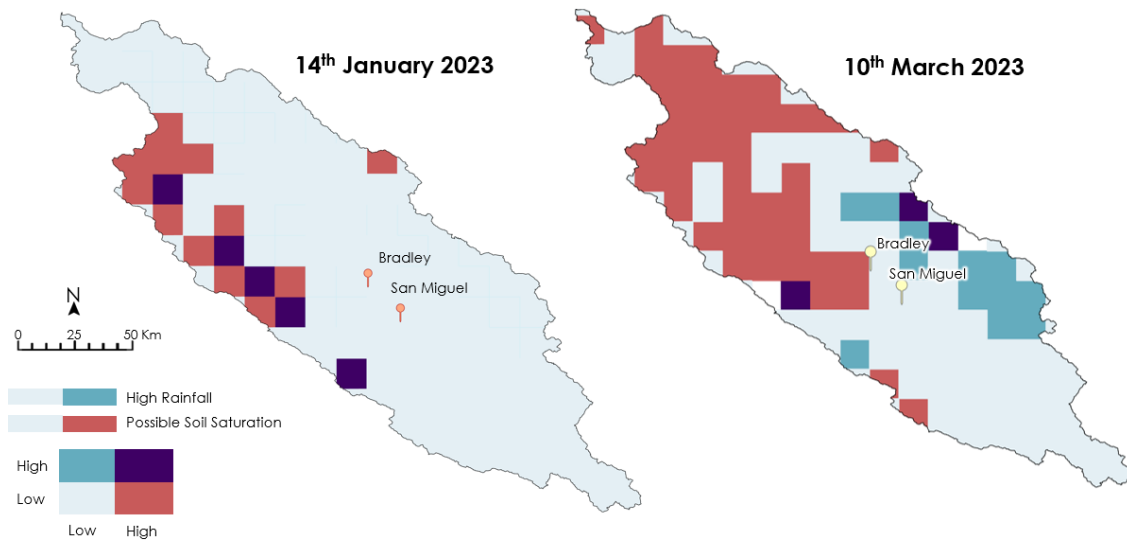 14th January 2023
10th March 2023
Bradley
San Miguel
Bradley
San Miguel
N
0 25 50 Km
High Rainfall
Possible Soil Saturation
High
Low
Low High